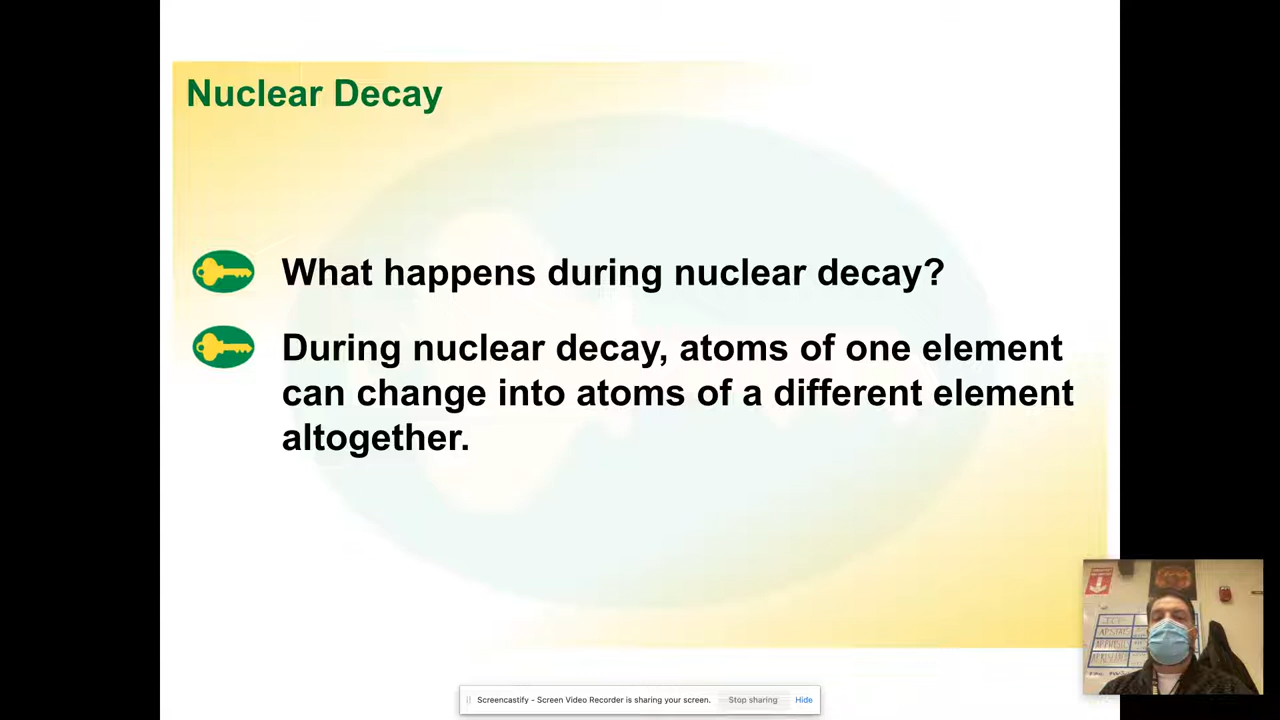 Nuclear Decay
What happens during nuclear decay?
During nuclear decay, atoms of one element
can change into atoms of a different element
altogether.
Screencastify - Screen Video Recorder is sharing your screen.
Stop sharing
Hide